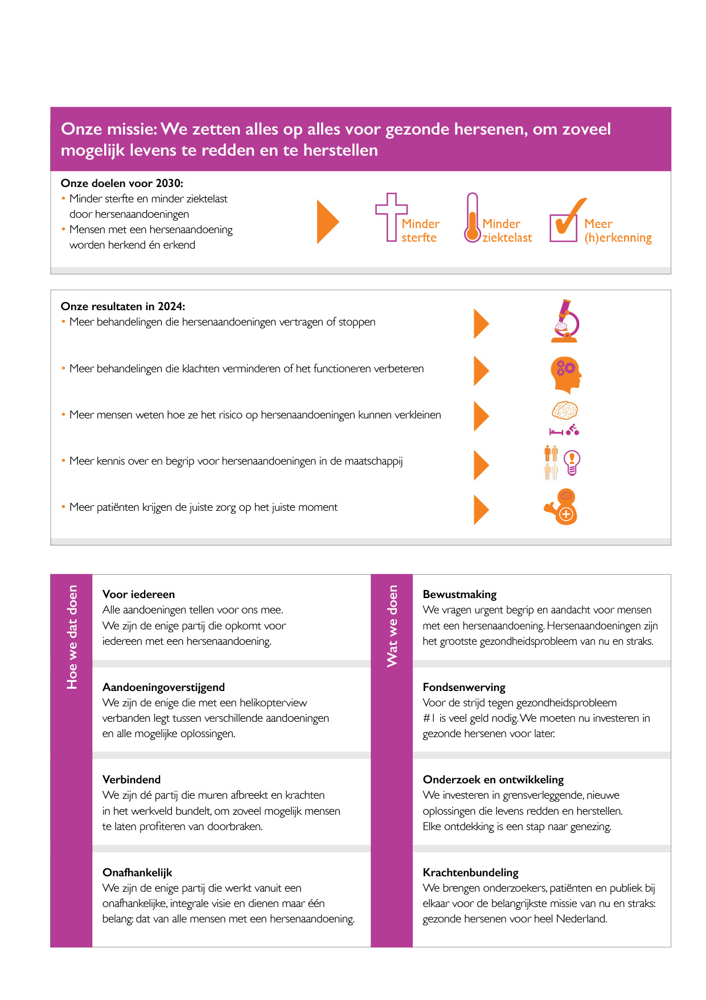 Onze missie: We zetten alles op alles voor gezonde hersenen, om zoveel
mogelijk levens te redden en te herstellen
Onze doelen voor 2030:
• Minder sterfte en minder ziektelast
door hersenaandoeningen
• Mensen met een hersenaandoening
worden herkend én erkend
Minder
sterfte
Minder
ziektelast
Meer
(h)erkenning
Onze resultaten in 2024:
• Meer behandelingen die hersenaandoeningen vertragen of stoppen
• Meer behandelingen die klachten verminderen of het functioneren verbeteren
• Meer mensen weten hoe ze het risico op hersenaandoeningen kunnen verkleinen
• Meer kennis over en begrip voor hersenaandoeningen in de maatschappij
• Meer patiënten krijgen de juiste zorg op het juiste moment
Hoe we dat doen
Voor iedereen
Alle aandoeningen tellen voor ons mee.
We zijn de enige partij die opkomt voor
iedereen met een hersenaandoening.
Aandoeningoverstijgend
We zijn de enige die met een helikopterview
verbanden legt tussen verschillende aandoeningen
en alle mogelijke oplossingen.
Verbindend
We zijn dé partij die muren afbreekt en krachten
in het werkveld bundelt, om zoveel mogelijk mensen
te laten profiteren van doorbraken.
Onafhankelijk
We zijn de enige partij die werkt vanuit een
onafhankelijke, integrale visie en dienen maar één
belang: dat van alle mensen met een hersenaandoening.
Wat we doen
Bewustmaking
We vragen urgent begrip en aandacht voor mensen
met een hersenaandoening. Hersenaandoeningen zijn
het grootste gezondheidsprobleem van nu en straks.
Fondsenwerving
Voor de strijd tegen gezondheidsprobleem
#1 is veel geld nodig. We moeten nu investeren in
gezonde hersenen voor later.
Onderzoek en ontwikkeling
We investeren in grensverleggende, nieuwe
oplossingen die levens redden en herstellen.
Elke ontdekking is een stap naar genezing.
Krachtenbundeling
We brengen onderzoekers, patiënten en publiek bij
elkaar voor de belangrijkste missie van nu en straks:
gezonde hersenen voor heel Nederland.